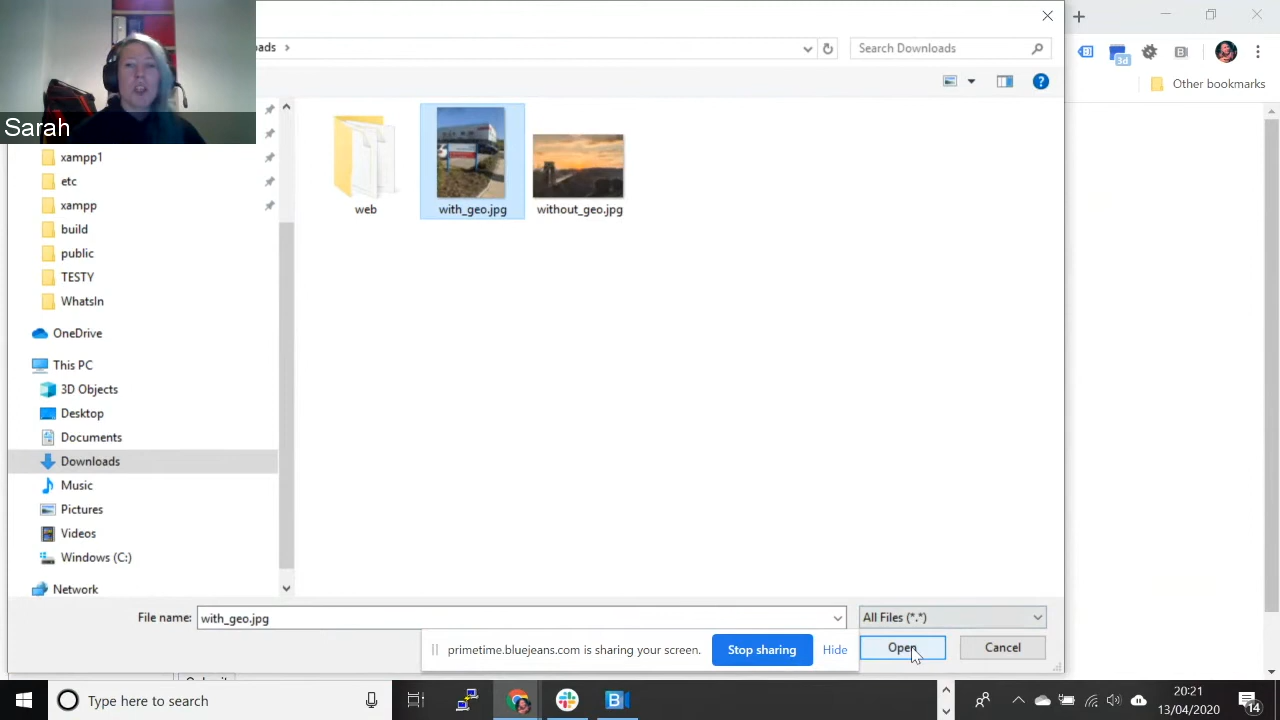 Sarah
ads
Search Downloads
3d
B
Other bookmarks
xampp1
etc
xampp
build
public
TESTY
WhatsIn
OneDrive
This PC
3D Objects
Desktop
Documents
Downloads
Music
Pictures
Videos
Windows (C:)
Network
web
with_geo.jpg
without_geo.jpg
File name:
with_geo.jpg
All Files (*.*)
primetime.bluejeans.com is sharing your screen.
Stop sharing
Hide
Open
Cancel
Type here to search
B
20:21
13/04/2020
14